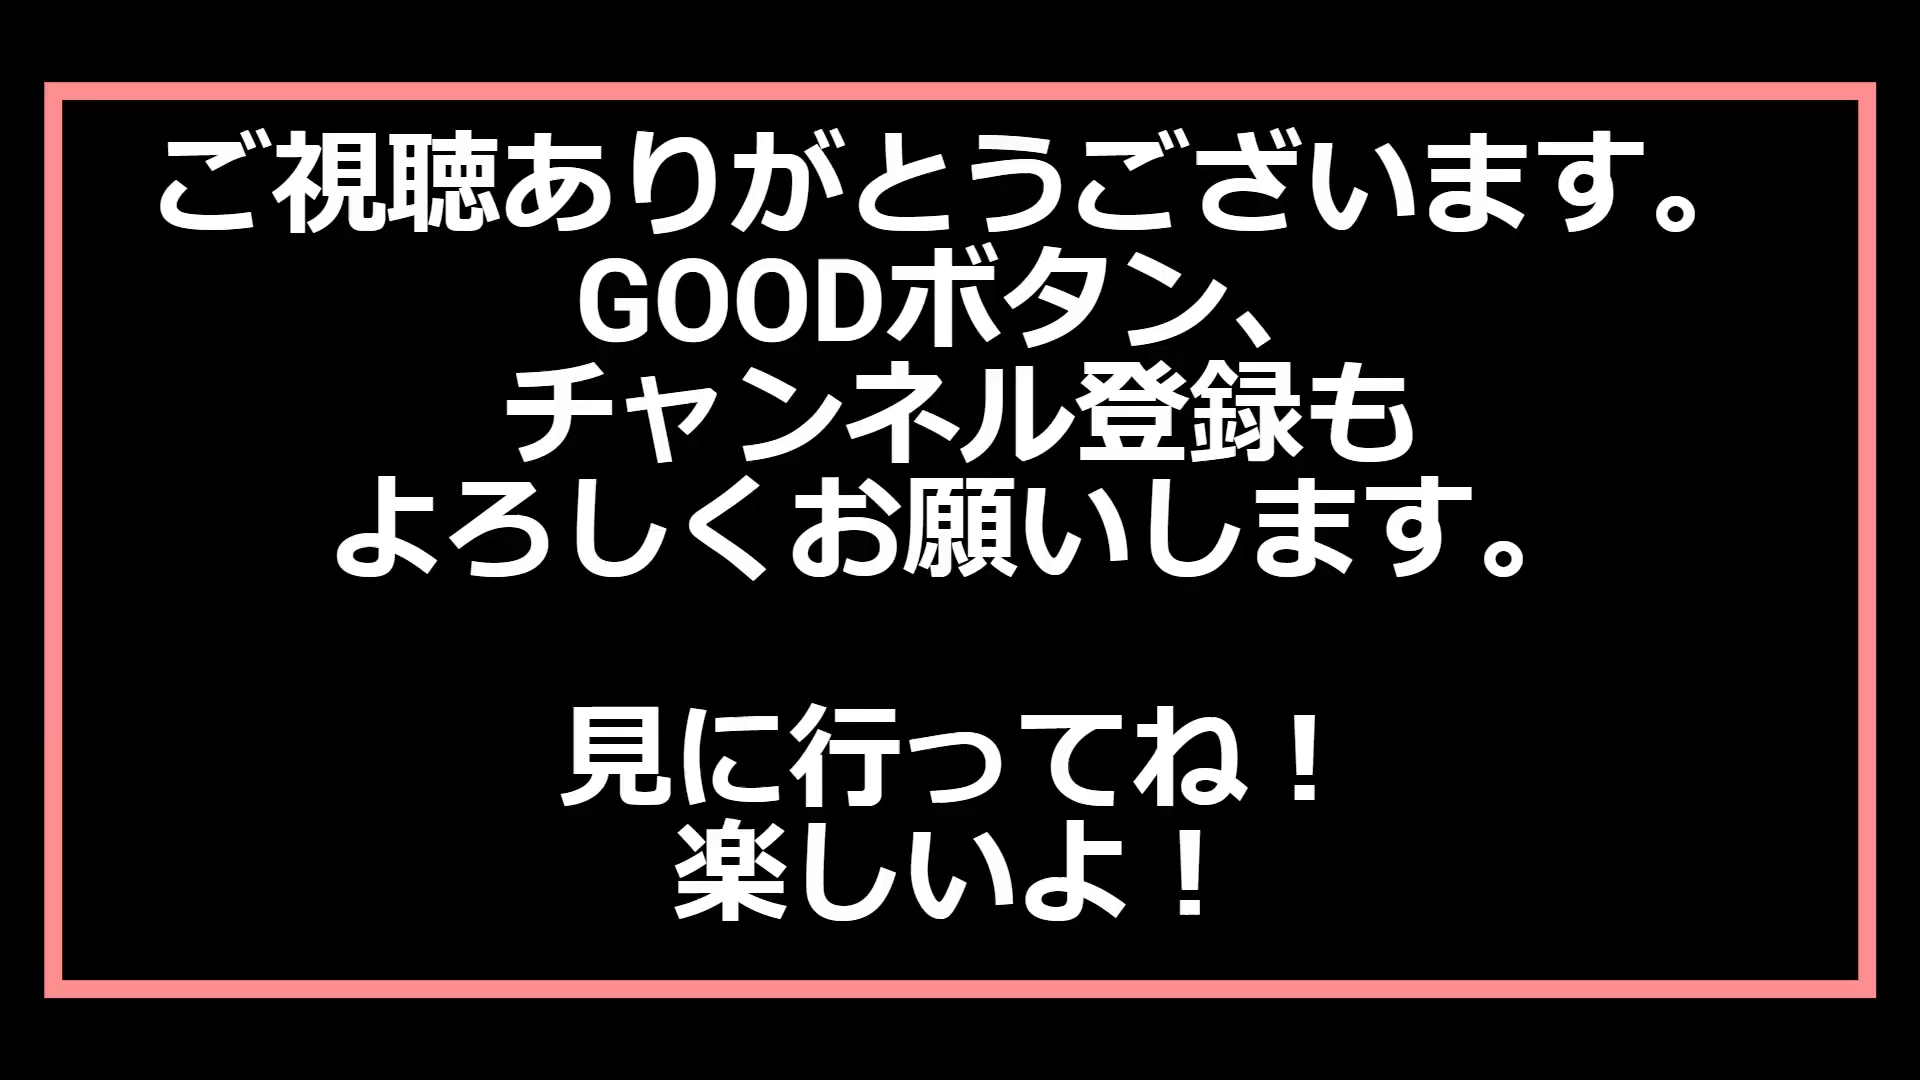 ご視聴ありがとうございます。
GOODボタン、
チャンネル登録も
よろしくお願いします。
見に行ってね！
楽しいよ！